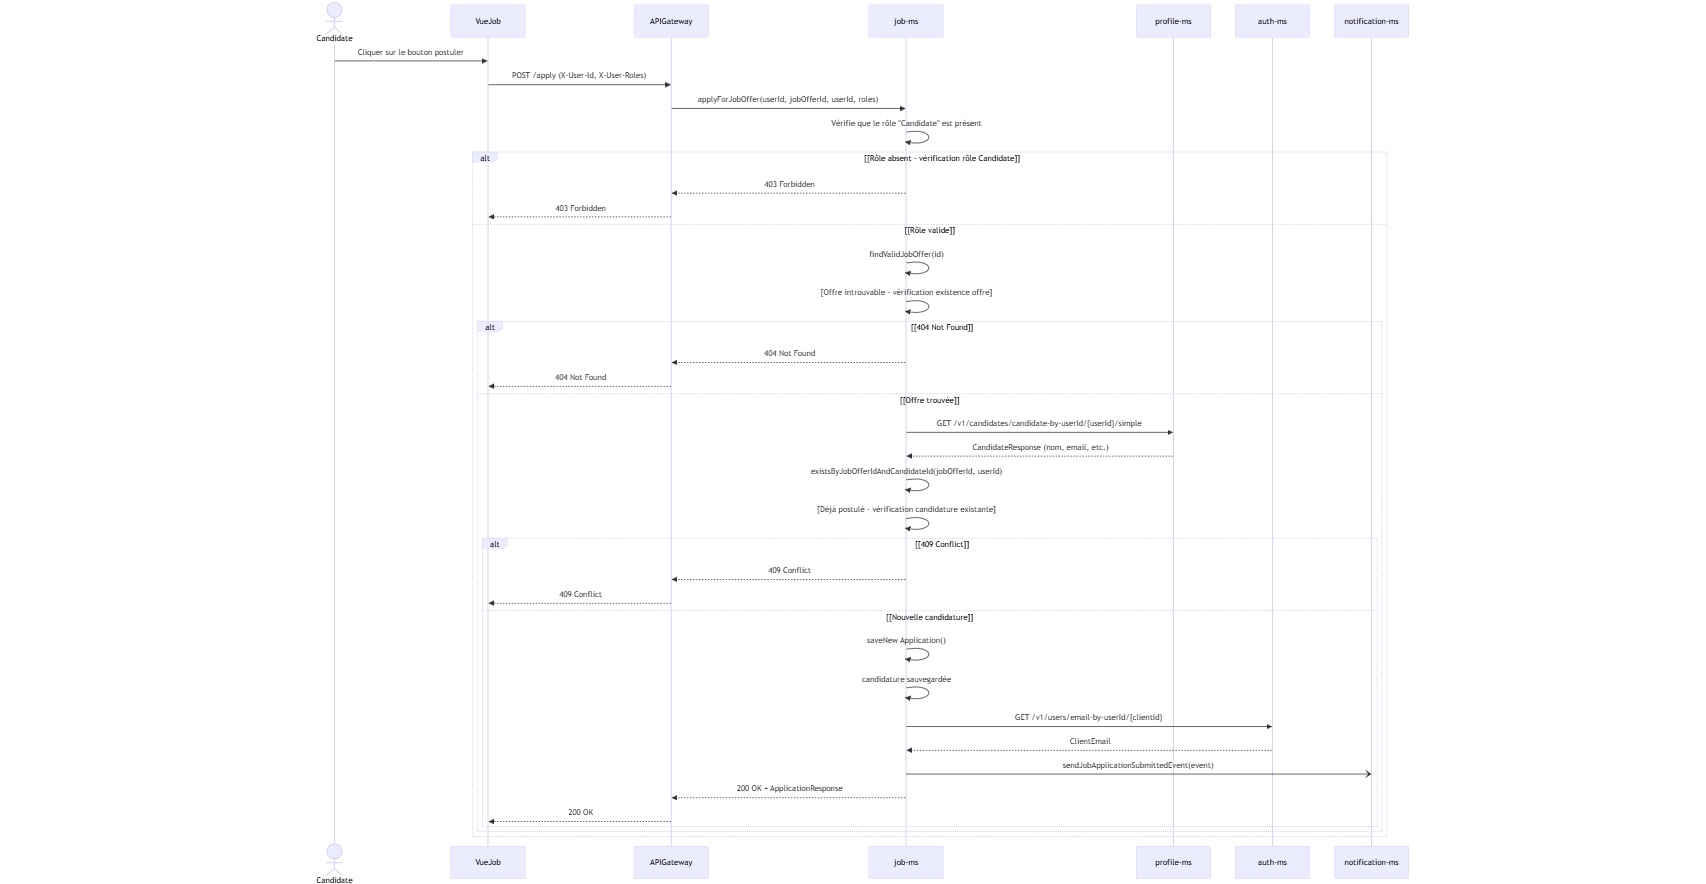 VueJob
APIGateway
job-ms
profile-ms
auth-ms
notification-ms
Candidate
Cliquer sur le bouton postuler
POST /apply (X-User-Id, X-User-Roles)
applyForJobOffer(userId, jobOfferId, userId, roles)
Vérifie que le rôle "Candidate" est présent
alt
[[Rôle absent - vérification rôle Candidate]]
403 Forbidden
403 Forbidden
[[Rôle valide]]
findValidJobOffer(id)
[Offre introuvable - vérification existence offre]
alt
[[404 Not Found]]
404 Not Found
404 Not Found
[[Offre trouvée]]
GET /v1/candidates/candidate-by-userId/{userId}/simple
CandidateResponse (nom, email, etc.)
existsByJobOfferIdAndCandidateId(jobOfferId, userId)
[Déjà postulé - vérification candidature existante]
alt
[[409 Conflict]]
409 Conflict
409 Conflict
[[Nouvelle candidature]]
saveNew Application()
candidature sauvegardée
GET /v1/users/email-by-userId/{clientId}
ClientEmail
sendJobApplicationSubmittedEvent(event)
200 OK + ApplicationResponse
200 OK
VueJob
APIGateway
job-ms
profile-ms
auth-ms
notification-ms
Candidate